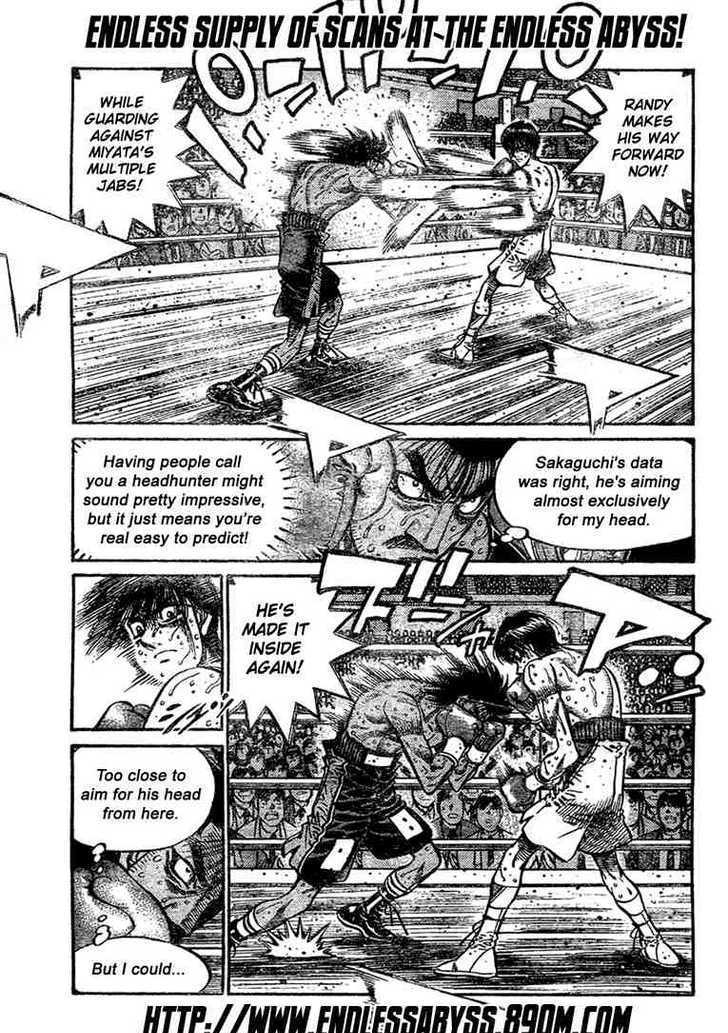 ENDLESS SUPPLY OF SCANS AT THE ENDLESS ABYSS!
RANDY
MAKES
HIS WAY
FORWARD
NOW!
WHILE
GUARDING
AGAINST
MIYATA'S
MULTIPLE
JABS!
Sakaguchi's data
was right, he's aiming
almost exclusively
for my head.
Having people call
you a headhunter might
sound pretty impressive,
but it just means you're
real easy to predict!
HE'S
MADE IT
INSIDE
AGAIN!
Too close to
aim for his head
from here.
But I could...
HTTP://WWW.ENDLESSABYSS.890M.COM